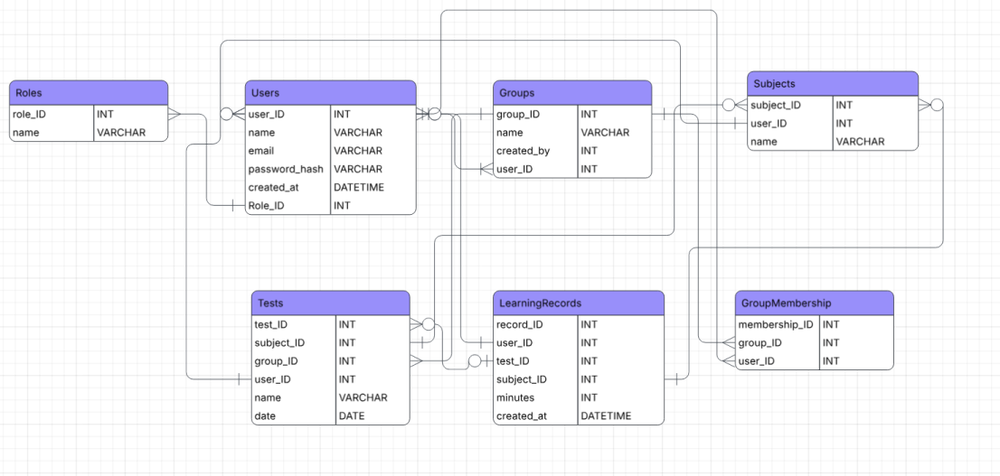 Roles
role_ID INT
name VARCHAR
Users
user_ID INT
name VARCHAR
email VARCHAR
password_hash VARCHAR
created_at DATETIME
Role_ID INT
Groups
group_ID INT
name VARCHAR
created_by INT
user_ID INT
Subjects
subject_ID INT
user_ID INT
name VARCHAR
Tests
test_ID INT
subject_ID INT
group_ID INT
user_ID INT
name VARCHAR
date DATE
LearningRecords
record_ID INT
user_ID INT
test_ID INT
subject_ID INT
minutes INT
created_at DATETIME
GroupMembership
membership_ID INT
group_ID INT
user_ID INT